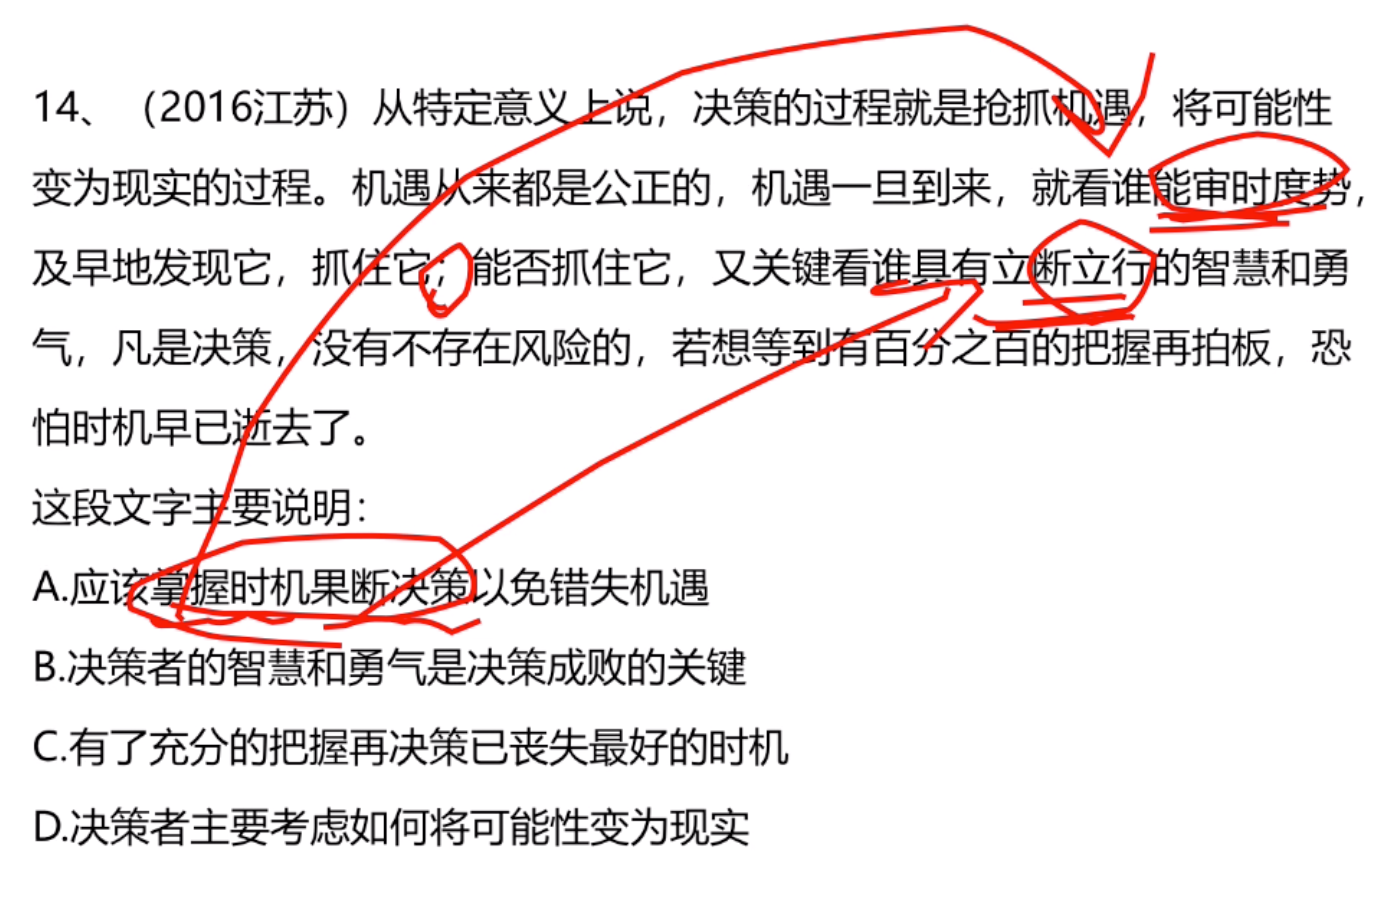 14、（2016江苏）从特定意义上说，决策的过程就是抢抓机遇，将可能性
变为现实的过程。机遇从来都是公正的，机遇一旦到来，就看谁能审时度势，
及早地发现它，抓住它；能否抓住它，又关键看谁具有立断立行的智慧和勇
气，凡是决策，没有不存在风险的，若想等到有百分之百的把握再拍板，恐
怕时机早已逝去了。
这段文字主要说明：
A.应该掌握时机果断决策以免错失机遇
B.决策者的智慧和勇气是决策成败的关键
C.有了充分的把握再决策已丧失最好的时机
D.决策者主要考虑如何将可能性变为现实